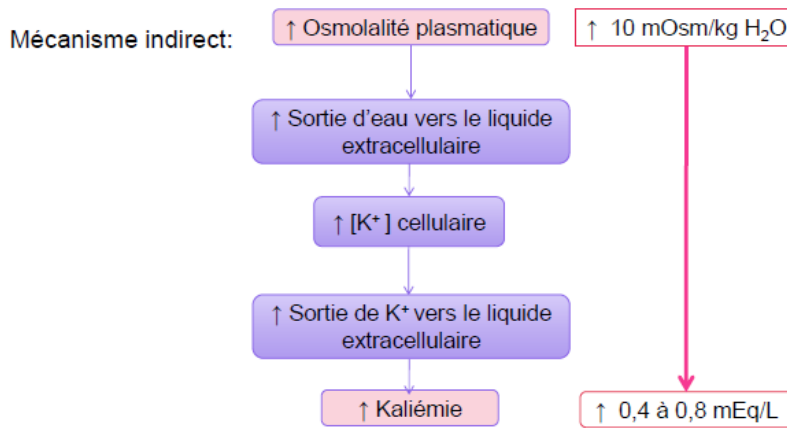 Mécanisme indirect:
↑ Osmolalité plasmatique
↑ 10 mOsm/kg H₂O
↑ Sortie d'eau vers le liquide
extracellulaire
↑ [K⁺ ] cellulaire
↑ Sortie de K⁺ vers le liquide
extracellulaire
↑ Kaliémie
↑ 0,4 à 0,8 mEq/L